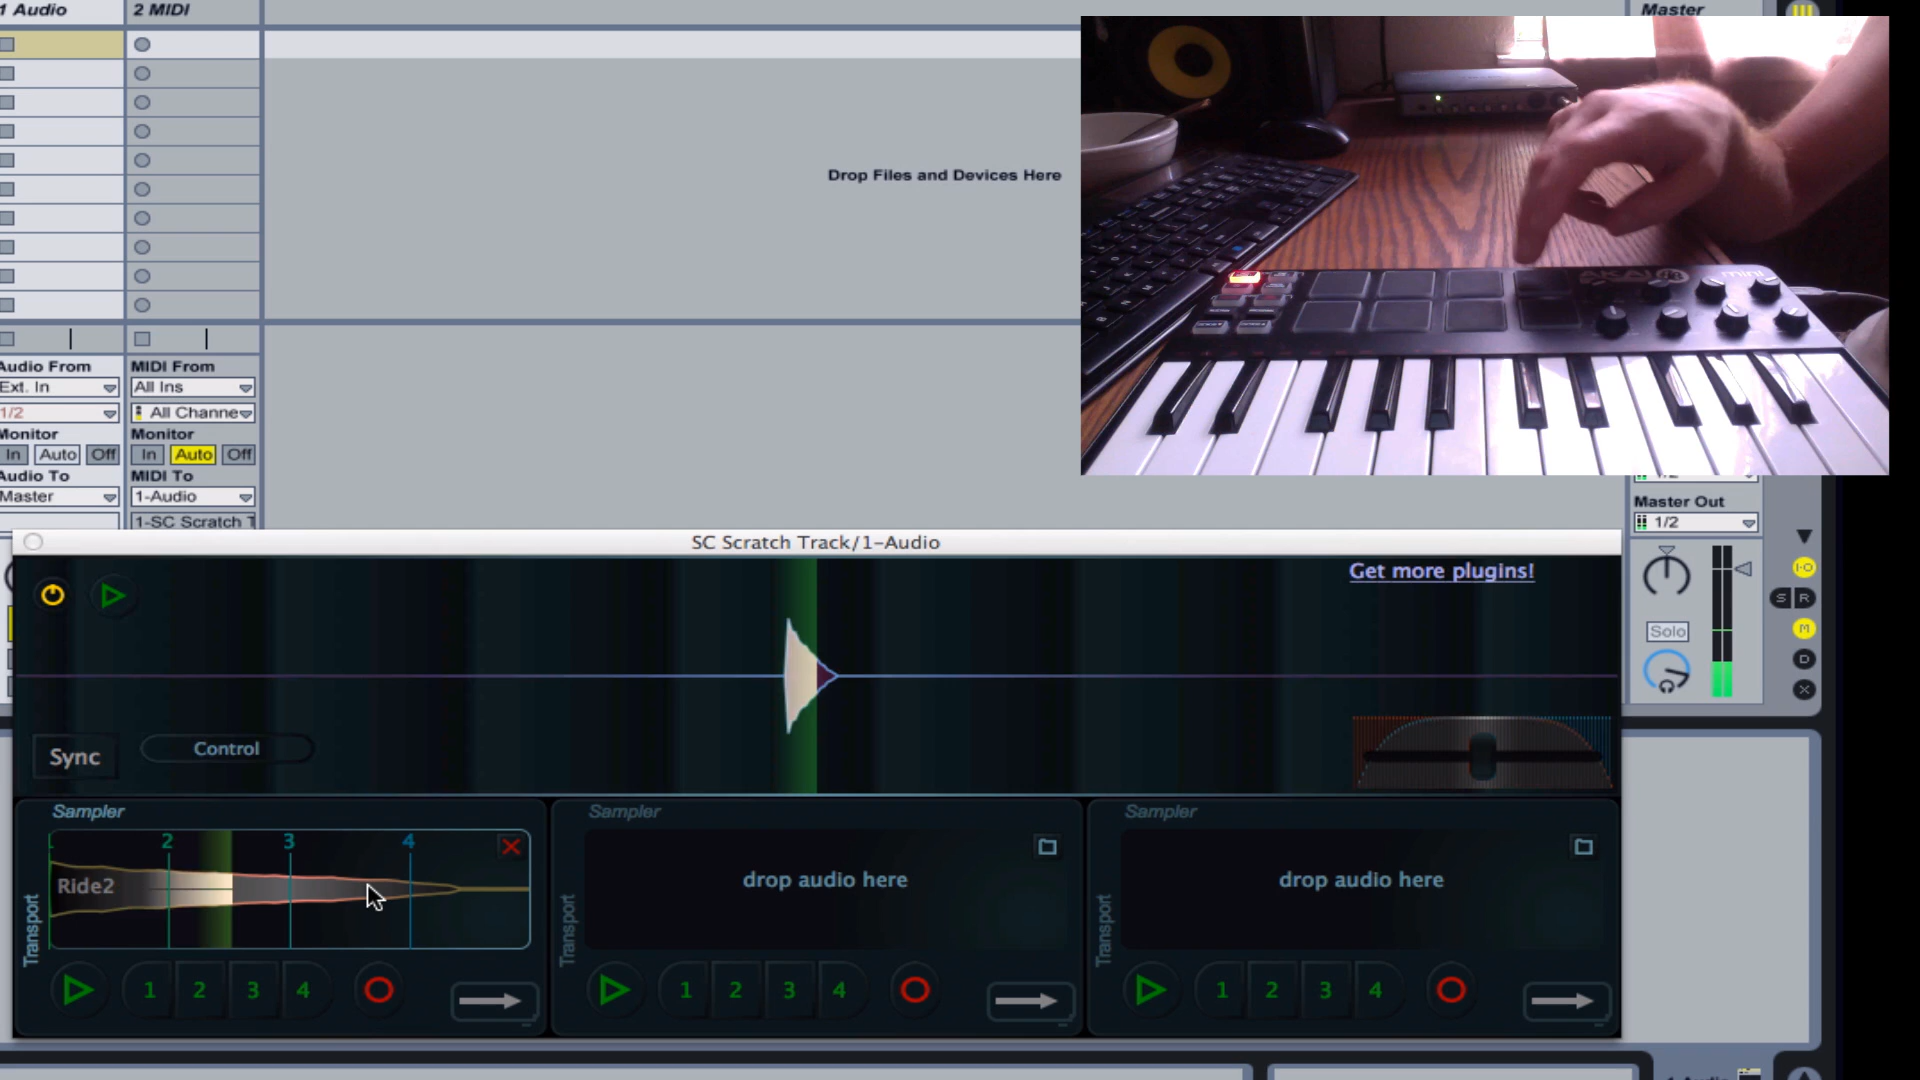 1 Audio
2 MIDI
Master
Drop Files and Devices Here
AKAI
mini
Audio From
MIDI From
Ext. In
All Ins
1/2
All Channe
Monitor
Monitor
In Auto Off
In Auto Off
Audio To
MIDI To
Master
1-Audio
1-SC Scratch T
Master Out
1/2
I-O
S R
Solo
M
D
X
SC Scratch Track/1-Audio
Get more plugins!
Sync
Control
Sampler
Sampler
Sampler
1 2 3 4
Ride2
drop audio here
drop audio here
Transport
Transport
Transport
1 2 3 4
1 2 3 4
1 2 3 4